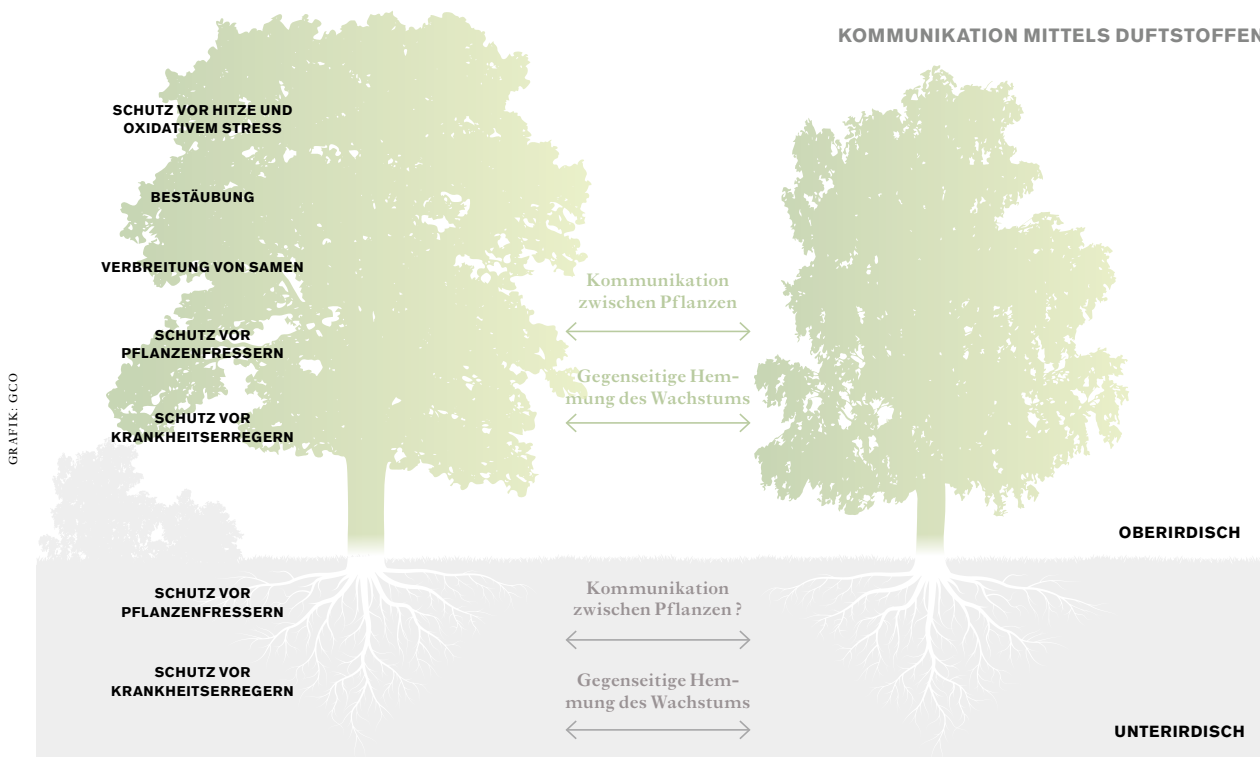 KOMMUNIKATION MITTELS DUFTSTOFFEN
SCHUTZ VOR HITZE UND
OXIDATIVEM STRESS
BESTÄUBUNG
VERBREITUNG VON SAMEN
SCHUTZ VOR
PFLANZENFRESSERN
SCHUTZ VOR
KRANKHEITSERREGERN
Kommunikation
zwischen Pflanzen
Gegenseitige Hem-
mung des Wachstums
OBERIRDISCH
SCHUTZ VOR
PFLANZENFRESSERN
SCHUTZ VOR
KRANKHEITSERREGERN
Kommunikation
zwischen Pflanzen ?
Gegenseitige Hem-
mung des Wachstums
UNTERIRDISCH
GRAFIK: GCO